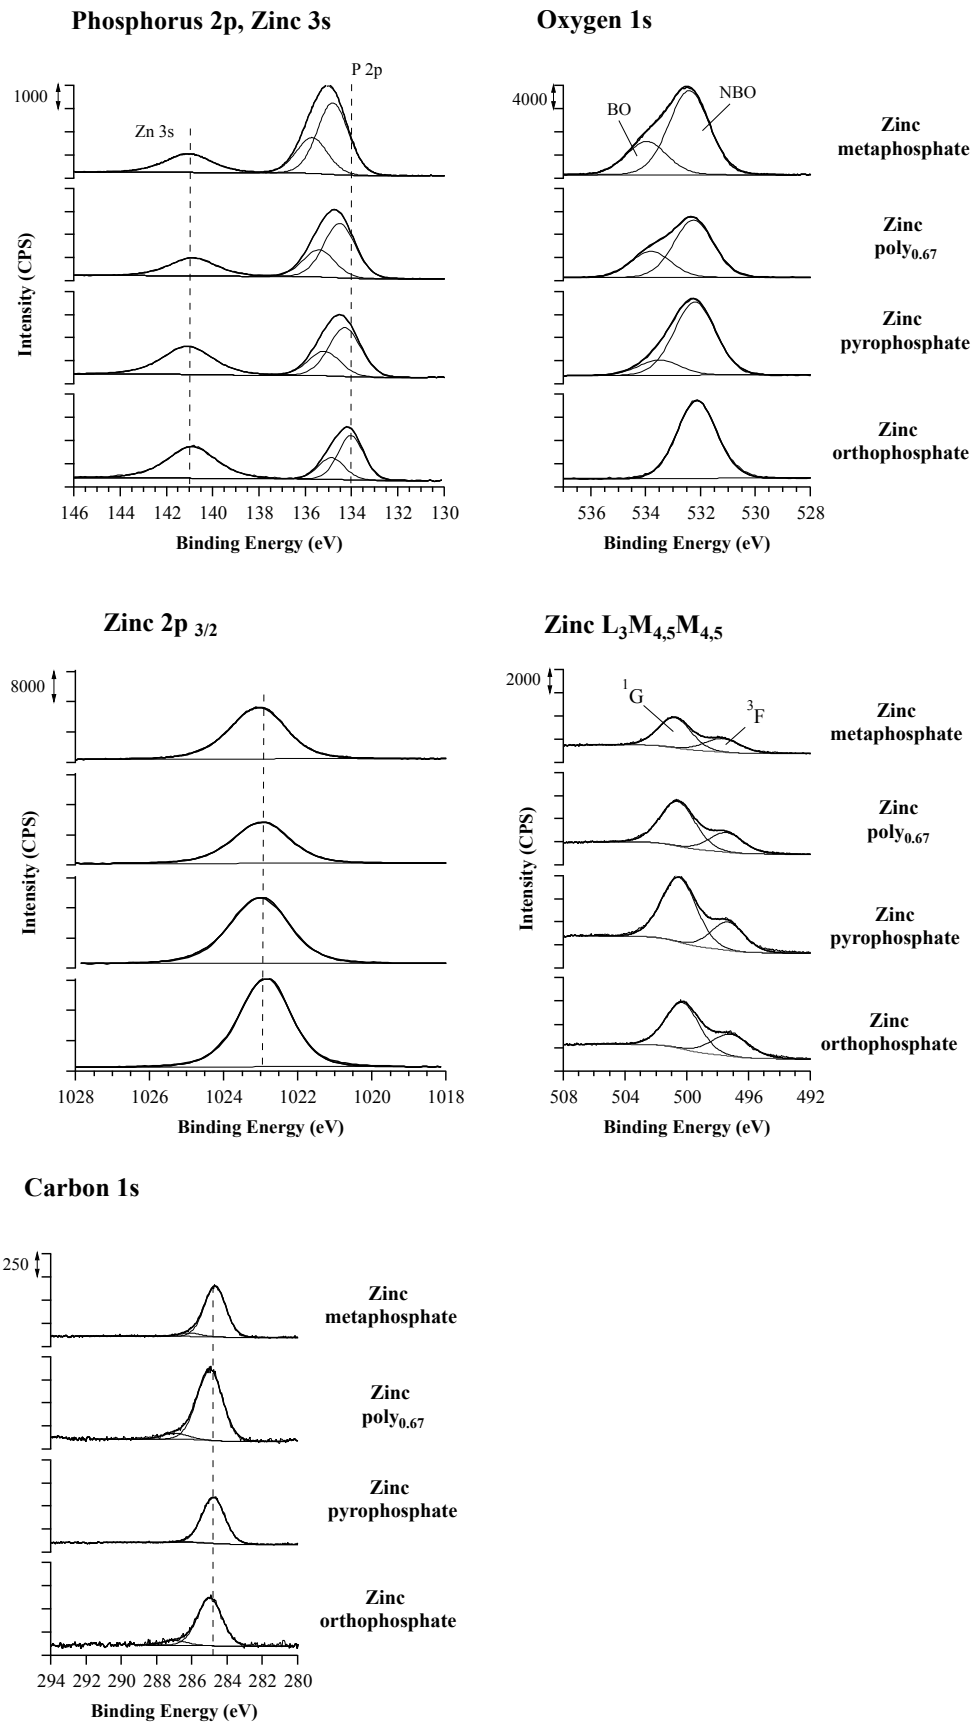 Phosphorus 2p, Zinc 3s
Oxygen 1s
1000
Zn 3s
P 2p
4000
BO
NBO
Zinc
metaphosphate
Zinc
poly0.67
Zinc
pyrophosphate
Zinc
orthophosphate
Intensity (CPS)
146 144 142 140 138 136 134 132 130
Binding Energy (eV)
536 534 532 530 528
Binding Energy (eV)
Zinc 2p 3/2
Zinc L3M4,5M4,5
8000
2000
1G
3F
Zinc
metaphosphate
Zinc
poly0.67
Zinc
pyrophosphate
Zinc
orthophosphate
Intensity (CPS)
Intensity (CPS)
1028 1026 1024 1022 1020 1018
Binding Energy (eV)
508 504 500 496 492
Binding Energy (eV)
Carbon 1s
250
Zinc
metaphosphate
Zinc
poly0.67
Zinc
pyrophosphate
Zinc
orthophosphate
294 292 290 288 286 284 282 280
Binding Energy (eV)